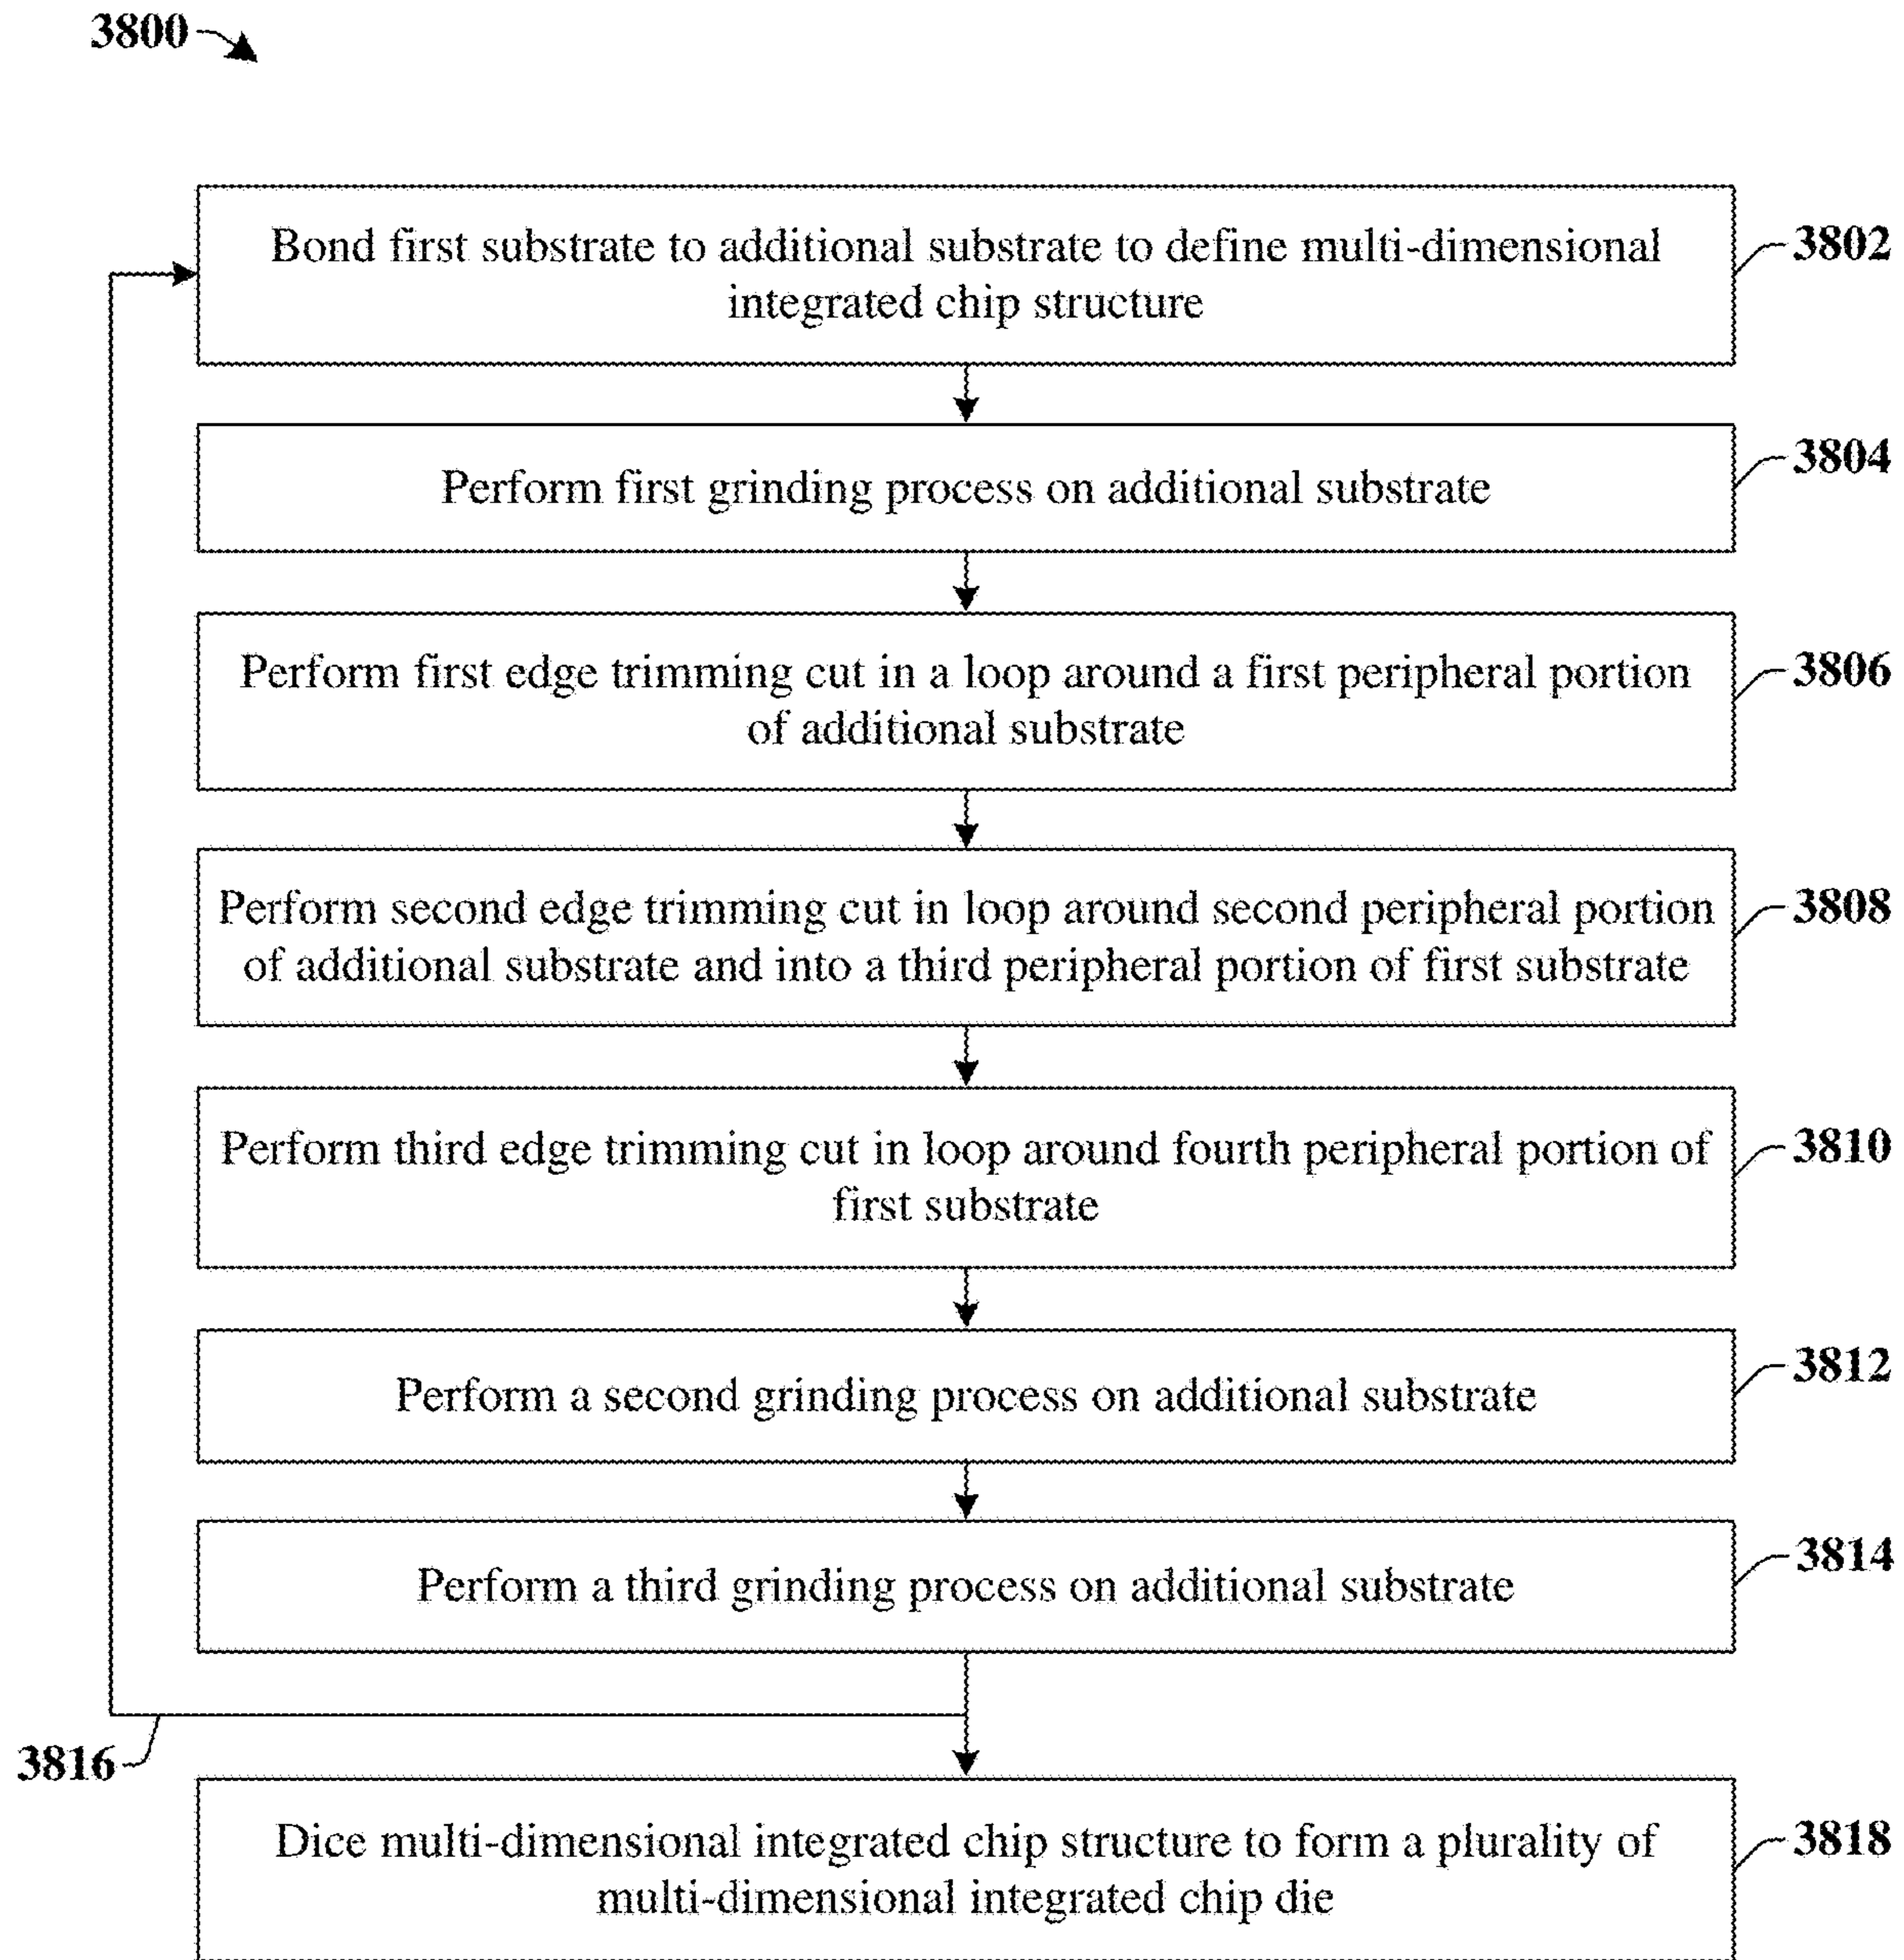 3800
Bond first substrate to additional substrate to define multi-dimensional
integrated chip structure
3802
Perform first grinding process on additional substrate
3804
Perform first edge trimming cut in a loop around a first peripheral portion
of additional substrate
3806
Perform second edge trimming cut in loop around second peripheral portion
of additional substrate and into a third peripheral portion of first substrate
3808
Perform third edge trimming cut in loop around fourth peripheral portion of
first substrate
3810
Perform a second grinding process on additional substrate
3812
Perform a third grinding process on additional substrate
3814
3816
Dice multi-dimensional integrated chip structure to form a plurality of
multi-dimensional integrated chip die
3818